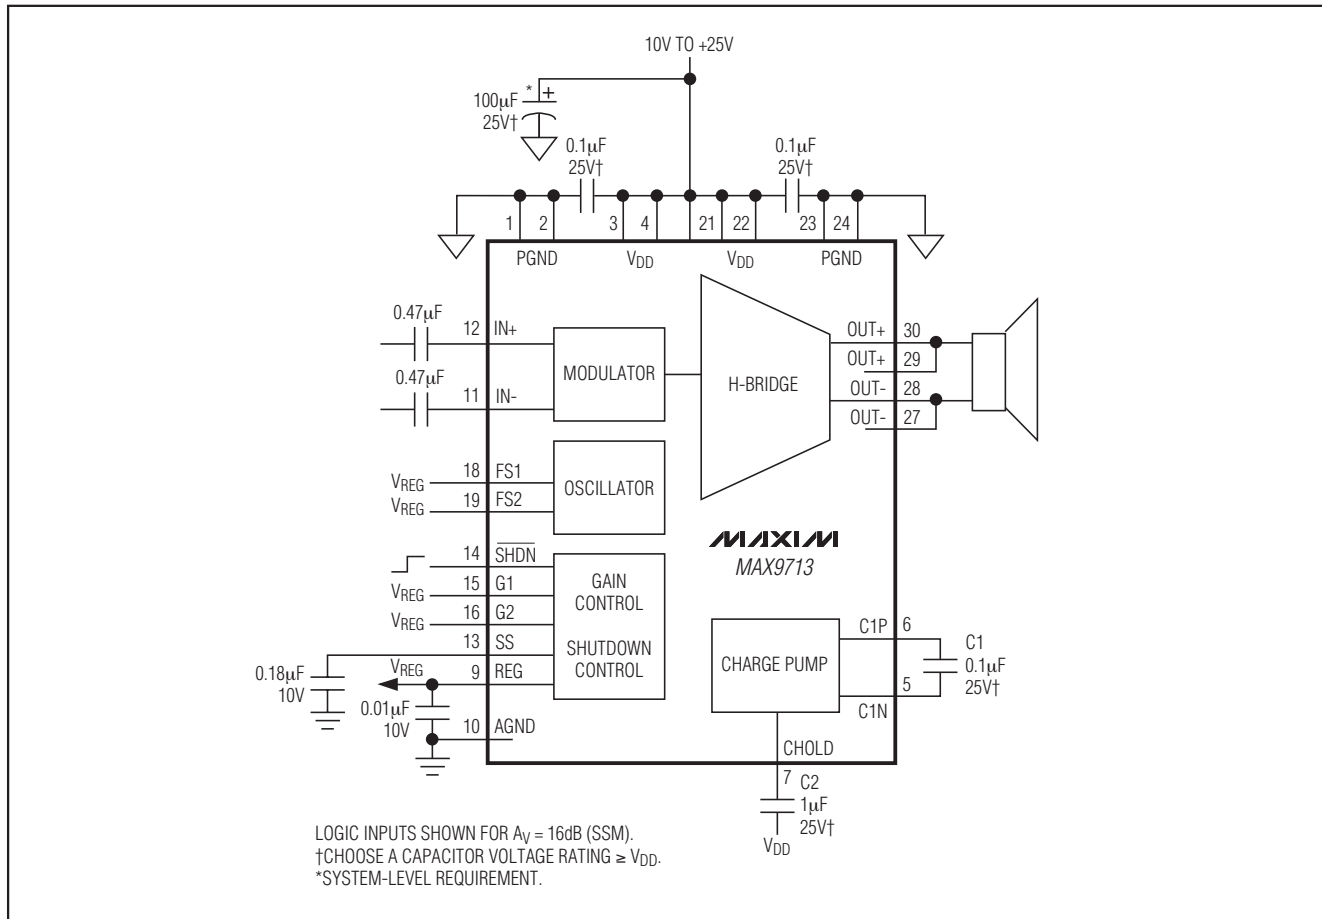 10V TO +25V
* +
100µF
25V†
0.1µF
25V†
0.1µF
25V†
1 2 3 4 21 22 23 24
PGND VDD VDD PGND
0.47µF
12 IN+
MODULATOR
0.47µF
11 IN-
H-BRIDGE
OUT+ 30
OUT+ 29
OUT- 28
OUT- 27
VREG 18 FS1
VREG 19 FS2
OSCILLATOR
MAXIM
MAX9713
14 SHDN
VREG 15 G1
VREG 16 G2
13 SS
VREG 9 REG
GAIN
CONTROL
SHUTDOWN
CONTROL
0.18µF
10V
0.01µF
10V
10 AGND
CHARGE PUMP
C1P 6
C1N 5
C1
0.1µF
25V†
CHOLD
7 C2
1µF
25V†
VDD
LOGIC INPUTS SHOWN FOR AV = 16dB (SSM).
†CHOOSE A CAPACITOR VOLTAGE RATING ≥ VDD.
*SYSTEM-LEVEL REQUIREMENT.